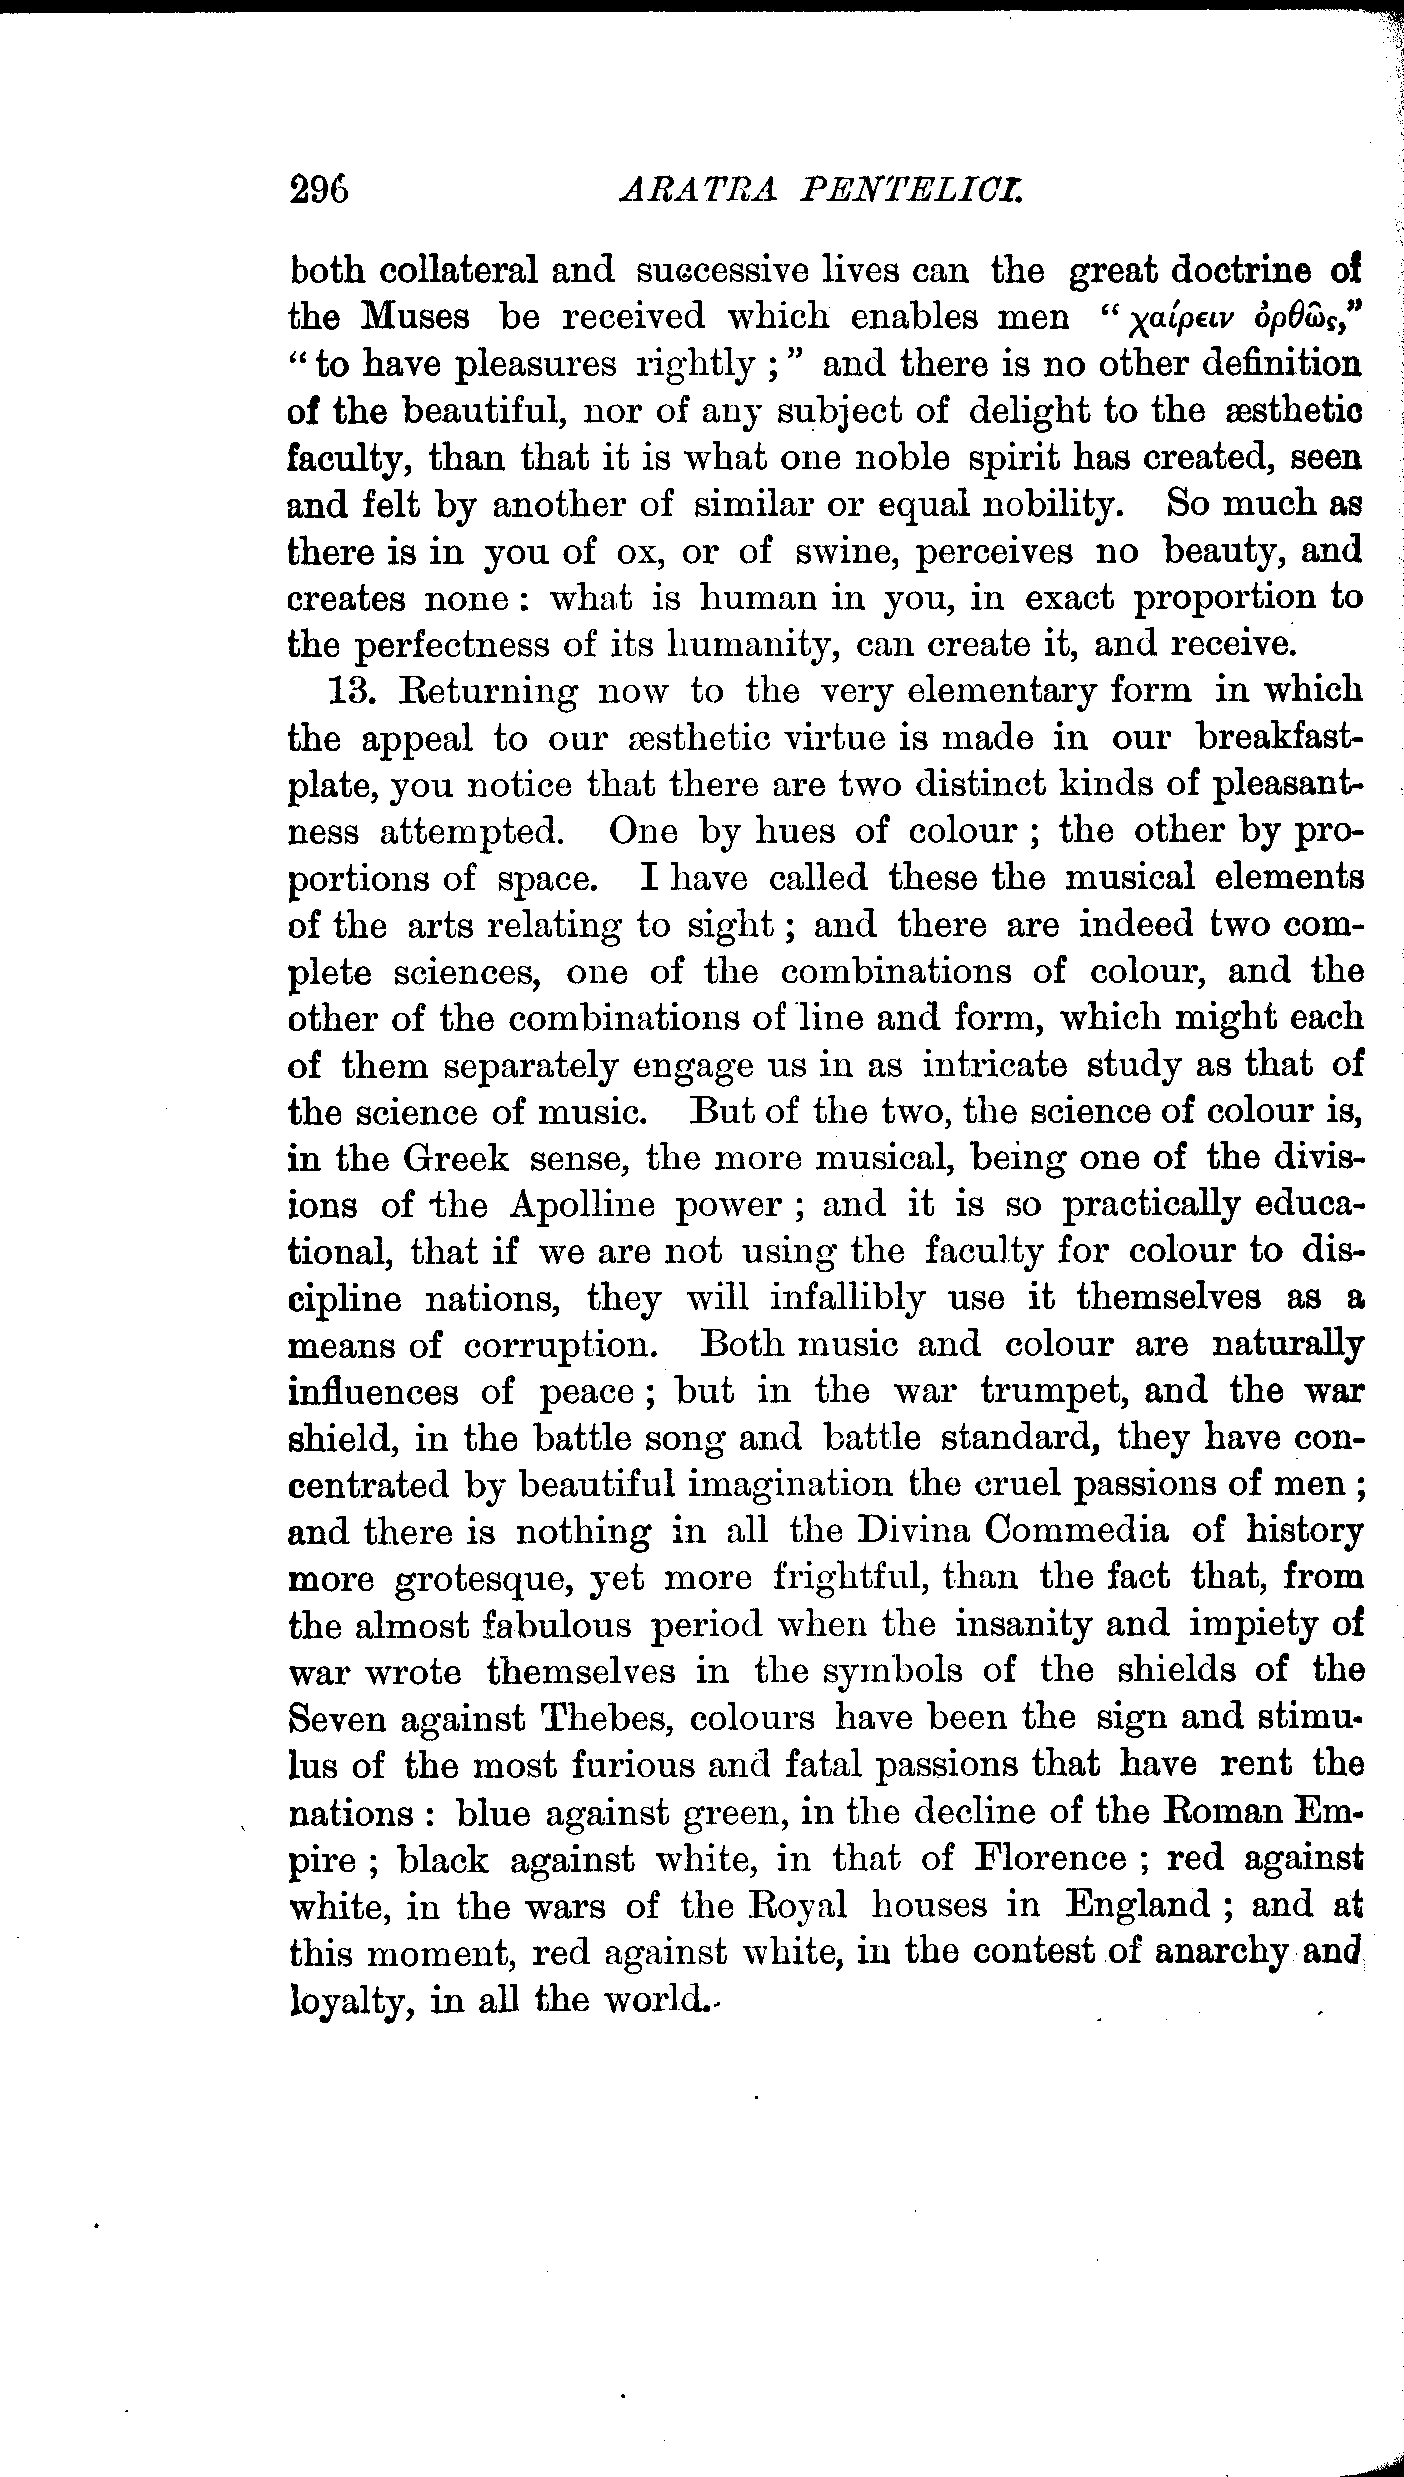 296 ARATRA PENTELICI.
both collateral and successive lives can the great doctrine of
the Muses be received which enables men “χαίρειν ὀρθῶς,”
“to have pleasures rightly ;” and there is no other definition
of the beautiful, nor of any subject of delight to the æsthetic
faculty, than that it is what one noble spirit has created, seen
and felt by another of similar or equal nobility. So much as
there is in you of ox, or of swine, perceives no beauty, and
creates none : what is human in you, in exact proportion to
the perfectness of its humanity, can create it, and receive.
13. Returning now to the very elementary form in which
the appeal to our æsthetic virtue is made in our breakfast-
plate, you notice that there are two distinct kinds of pleasant-
ness attempted. One by hues of colour ; the other by pro-
portions of space. I have called these the musical elements
of the arts relating to sight ; and there are indeed two com-
plete sciences, one of the combinations of colour, and the
other of the combinations of line and form, which might each
of them separately engage us in as intricate study as that of
the science of music. But of the two, the science of colour is,
in the Greek sense, the more musical, being one of the divis-
ions of the Apolline power ; and it is so practically educa-
tional, that if we are not using the faculty for colour to dis-
cipline nations, they will infallibly use it themselves as a
means of corruption. Both music and colour are naturally
influences of peace ; but in the war trumpet, and the war
shield, in the battle song and battle standard, they have con-
centrated by beautiful imagination the cruel passions of men ;
and there is nothing in all the Divina Commedia of history
more grotesque, yet more frightful, than the fact that, from
the almost fabulous period when the insanity and impiety of
war wrote themselves in the symbols of the shields of the
Seven against Thebes, colours have been the sign and stimu-
lus of the most furious and fatal passions that have rent the
nations : blue against green, in the decline of the Roman Em-
pire ; black against white, in that of Florence ; red against
white, in the wars of the Royal houses in England ; and at
this moment, red against white, in the contest of anarchy and
loyalty, in all the world.